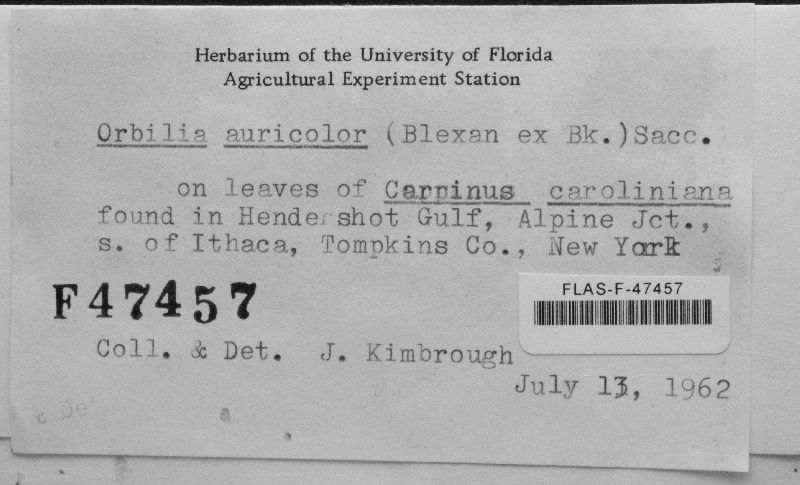 Herbarium of the University of Florida
Agricultural Experiment Station
Orbilia auricolor (Blexan ex Bk.) Sacc.
on leaves of Carpinus caroliniana
found in Hendershot Gulf, Alpine Jct.,
s. of Ithaca, Tompkins Co., New York
F47457
FLAS-F-47457
Coll. & Det. J. Kimbrough
July 13, 1962